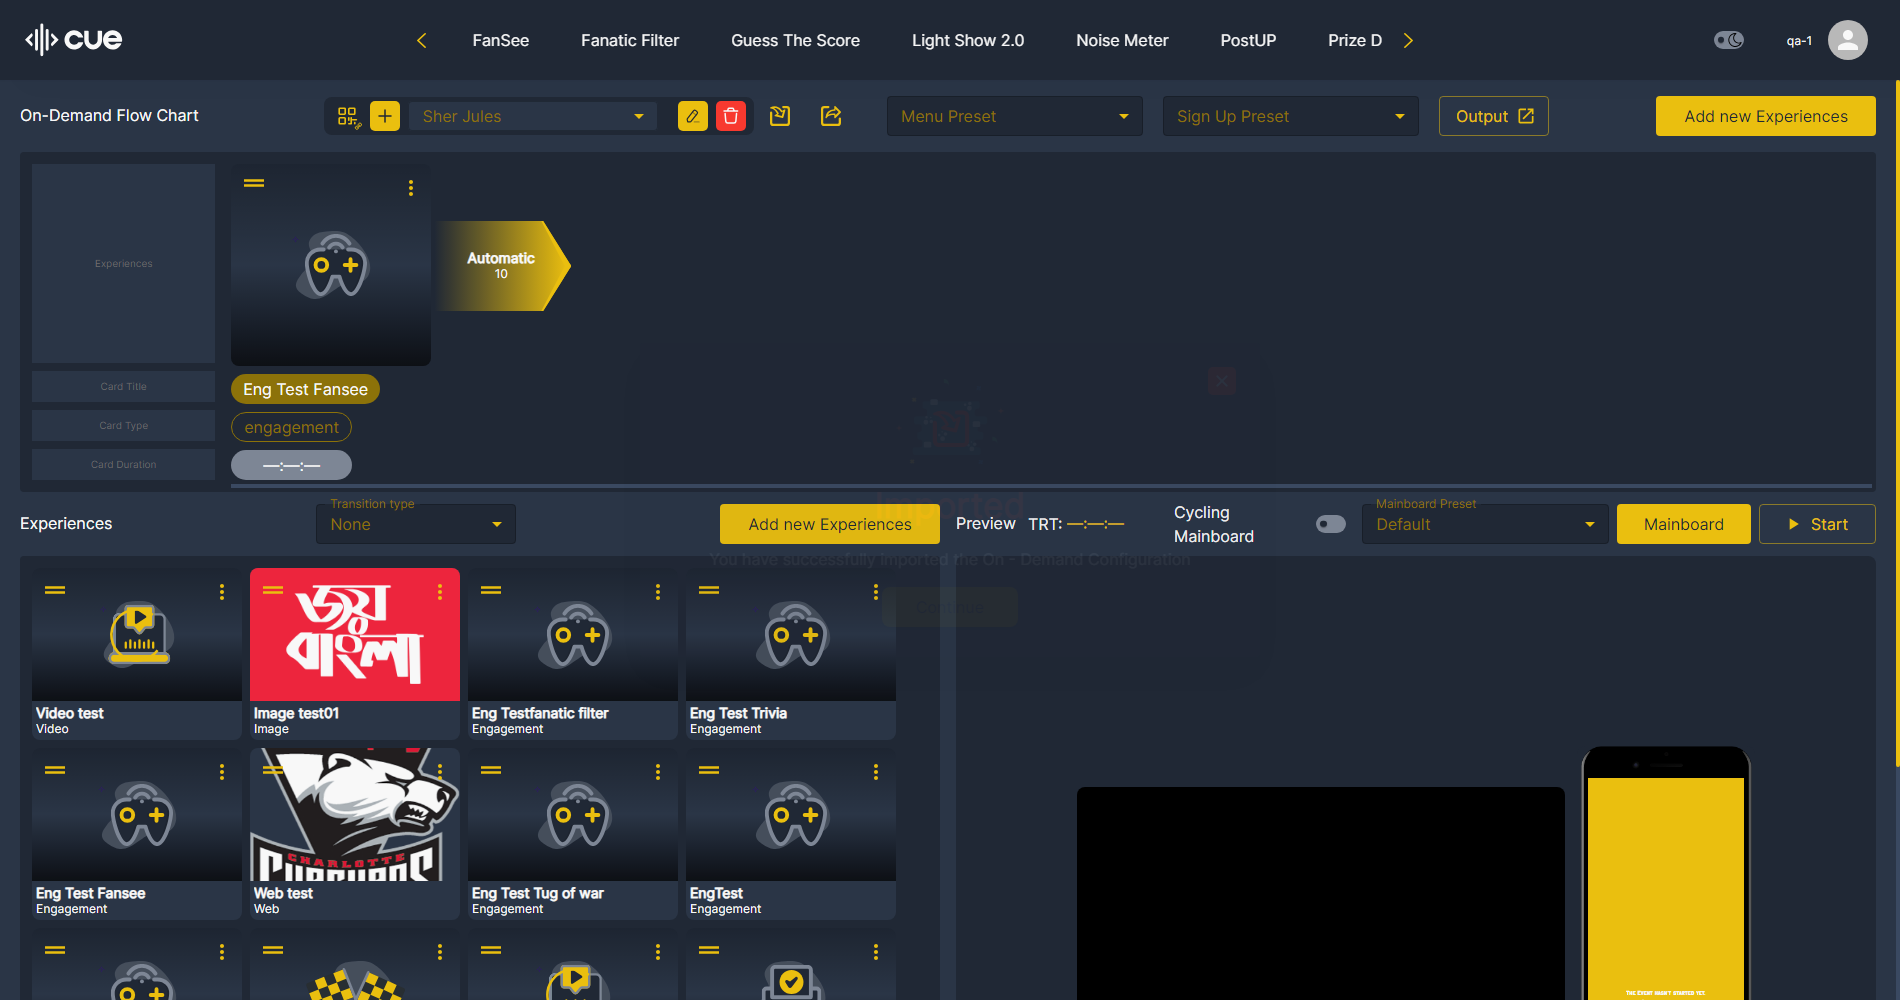 cue
FanSee
Fanatic Filter
Guess The Score
Light Show 2.0
Noise Meter
PostUP
Prize D
qa-1
On-Demand Flow Chart
Sher Jules
Menu Preset
Sign Up Preset
Output
Add new Experiences
Experiences
Automatic
10
Card Title
Eng Test Fansee
Card Type
engagement
Card Duration
—:—:—
Imported
You have successfully imported the On - Demand Configuration
Continue
Experiences
Transition type
None
Add new Experiences
Preview
TRT: —:—:—
Cycling
Mainboard
Mainboard Preset
Default
Mainboard
Start
জয়
বাংলা
Video test
Video
Image test01
Image
Eng Testfanatic filter
Engagement
Eng Test Trivia
Engagement
CHARLOTTE
Eng Test Fansee
Engagement
Web test
Web
Eng Test Tug of war
Engagement
EngTest
Engagement
THE EVENT HASN'T STARTED YET.